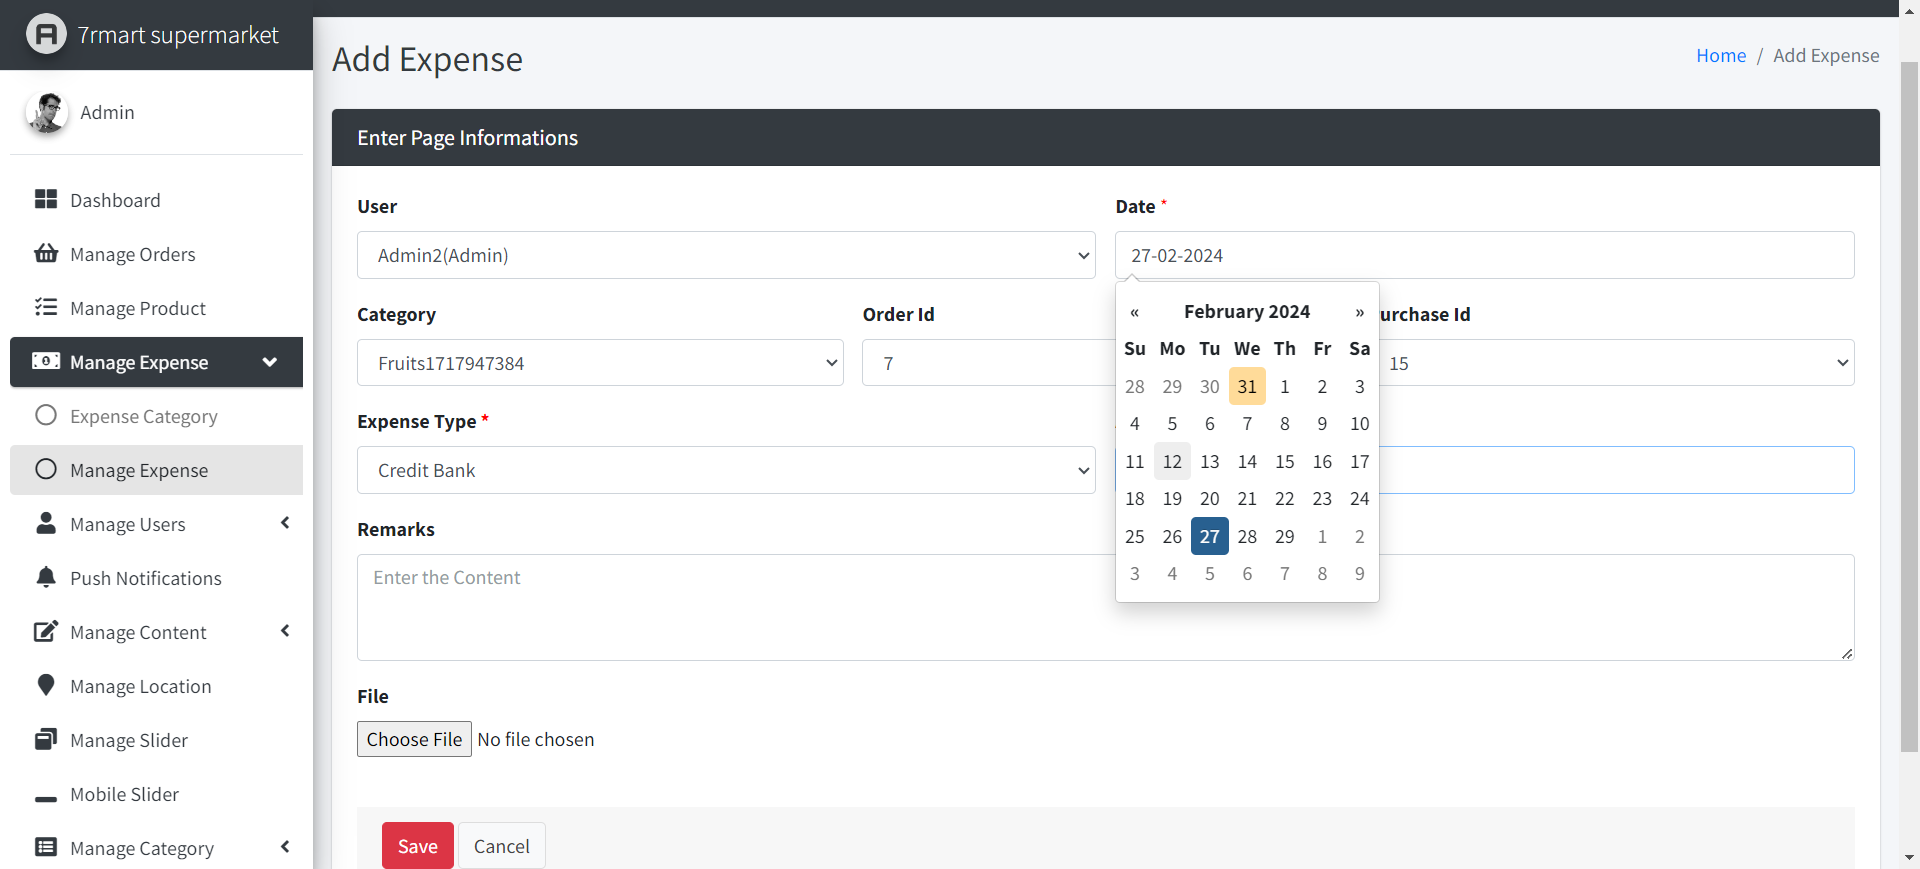 7rmart supermarket
Admin
Dashboard
Manage Orders
Manage Product
Manage Expense
Expense Category
Manage Expense
Manage Users
Push Notifications
Manage Content
Manage Location
Manage Slider
Mobile Slider
Manage Category
Add Expense
Home / Add Expense
Enter Page Informations
User
Admin2(Admin)
Date *
27-02-2024
Category
Fruits1717947384
Order Id
7
urchase Id
15
« February 2024 »
Su Mo Tu We Th Fr Sa
28 29 30 31 1 2 3
4 5 6 7 8 9 10
11 12 13 14 15 16 17
18 19 20 21 22 23 24
25 26 27 28 29 1 2
3 4 5 6 7 8 9
Expense Type *
Credit Bank
Remarks
Enter the Content
File
Choose File No file chosen
Save
Cancel